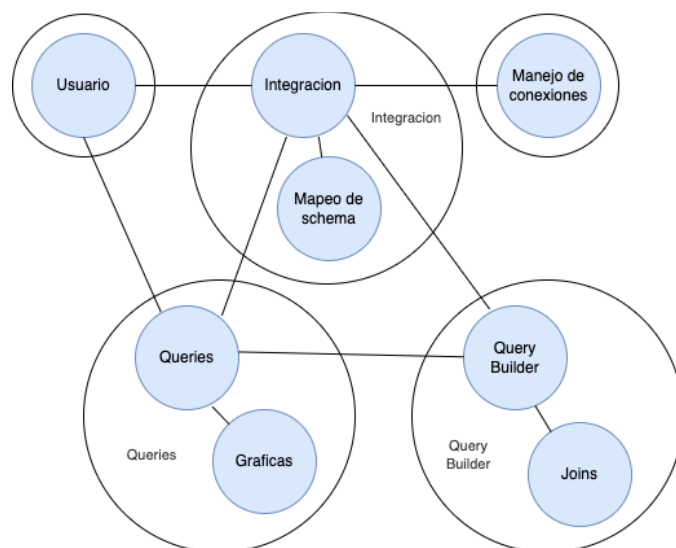 Usuario
Integracion
Manejo de
conexiones
Integracion
Mapeo de
schema
Queries
Query
Builder
Queries
Graficas
Query
Builder
Joins